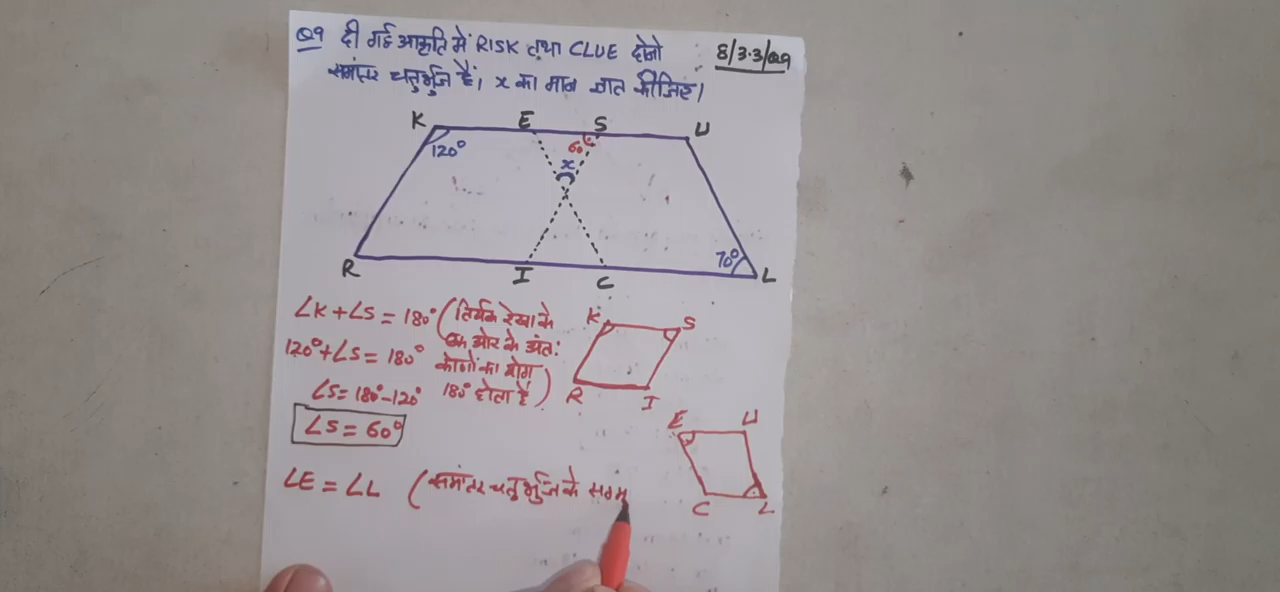 Q9 दी गई आकृति में RISK तथा CLUE दोनो
समांतर चतुर्भुज हैं, x का मान ज्ञात कीजिए।
8/3.3/Q9
K E S U
120° 60° x
70°
R I C L
∠K+∠S = 180° (तिर्यक रेखा के
एक ओर के अंतः
120°+∠S = 180° कोणों का योग
∠S = 180°-120° 180° होता है)
∠S = 60°
K S
R I
E U
C L
∠E = ∠L (समांतर चतुर्भुज के सम्म